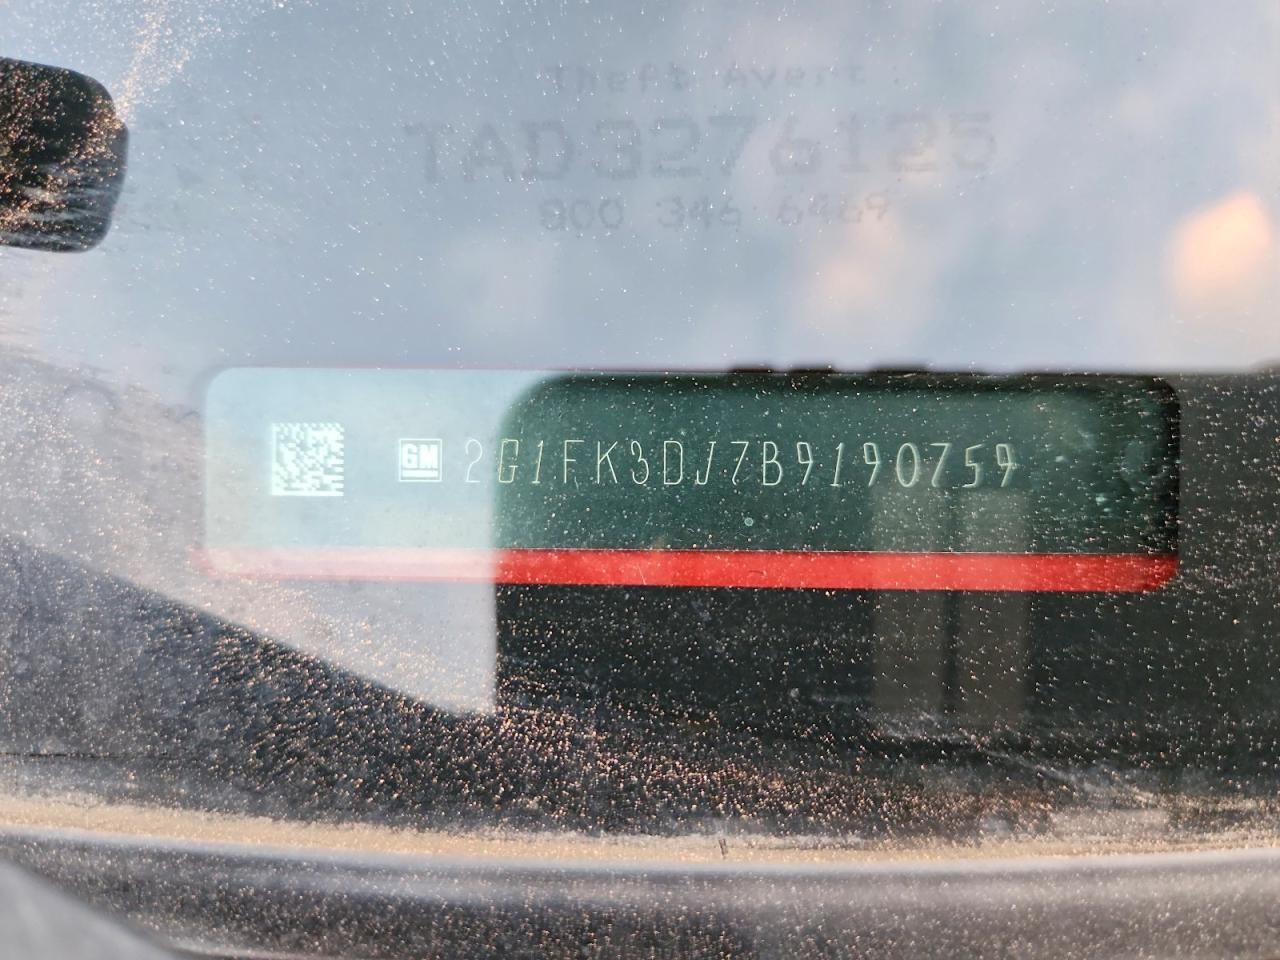 Theft Avert
TAD3276125
800 346 6469
GM 2G1FK3DJ7B9190759